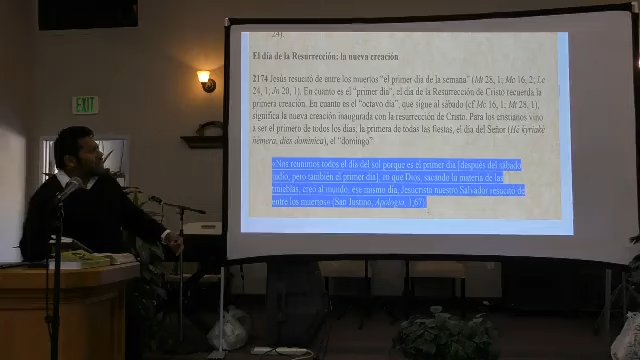 24].
EXIT
El día de la Resurrección: la nueva creación
2174 Jesús resucitó de entre los muertos “el primer día de la semana” (Mt 28, 1; Mc 16, 2; Lc
24, 1; Jn 20, 1). En cuanto es el “primer día”, el día de la Resurrección de Cristo recuerda
la primera creación. En cuanto es el “octavo día”, que sigue al sábado (cf Mc 16, 1; Mt 28, 1),
significa la nueva creación inaugurada con la resurrección de Cristo. Para los cristianos vino
a ser el primero de todos los días, la primera de todas las fiestas, el día del Señor (Hè kyriakè
hèmera, dies dominica), el “domingo”:
«Nos reunimos todos el día del sol porque es el primer día [después del sábado
judío, pero también el primer día], en que Dios, sacando la materia de las
tinieblas, creó al mundo; ese mismo día, Jesucristo nuestro Salvador resucitó de
entre los muertos» (San Justino, Apologia, 1,67).